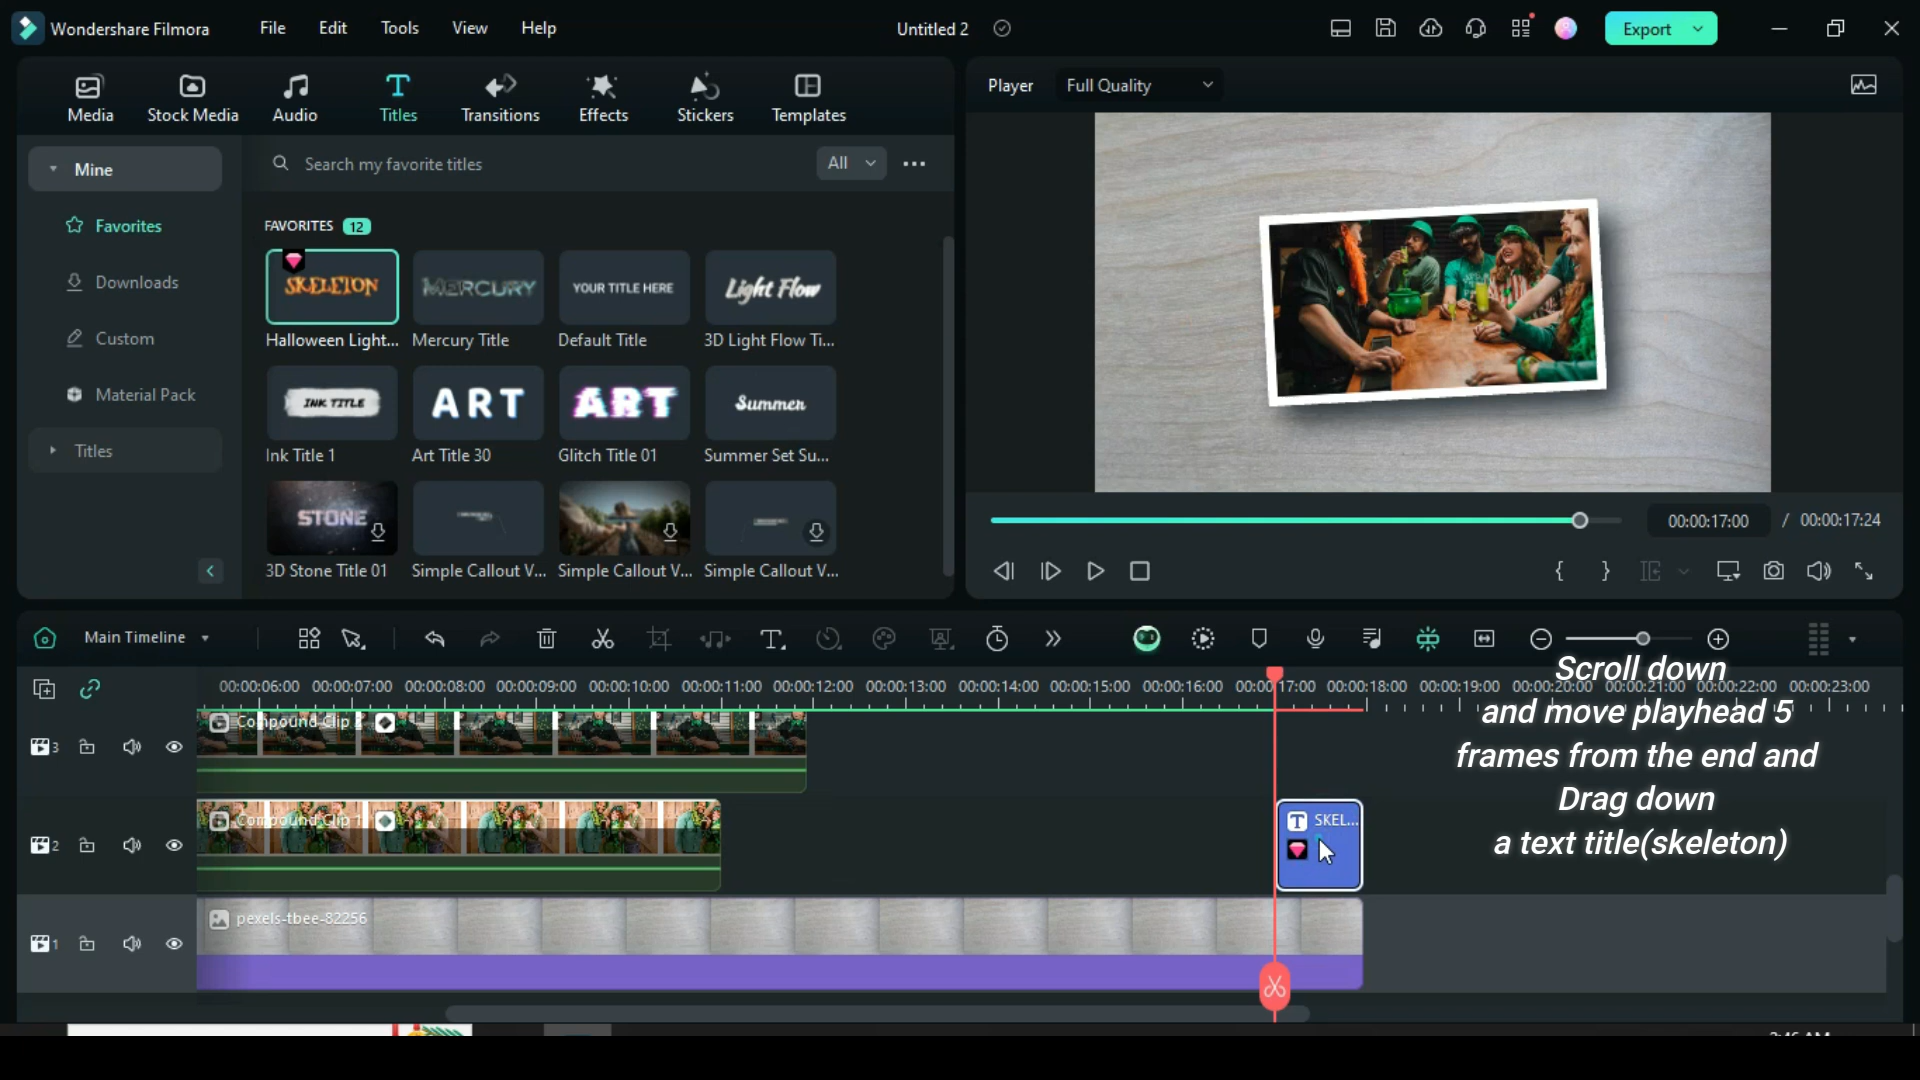 Wondershare Filmora
File
Edit
Tools
View
Help
Untitled 2
Export
Media
Stock Media
Audio
Titles
Transitions
Effects
Stickers
Templates
Player
Full Quality
Mine
Search my favorite titles
All
Favorites
Downloads
Custom
Material Pack
Titles
FAVORITES 12
SKELETON
MERCURY
YOUR TITLE HERE
Light Flow
Halloween Light...
Mercury Title
Default Title
3D Light Flow Ti...
INK TITLE
ART
ART
Summer
Ink Title 1
Art Title 30
Glitch Title 01
Summer Set Su...
STONE
3D Stone Title 01
Simple Callout V...
Simple Callout V...
Simple Callout V...
00:00:17:00 / 00:00:17:24
Main Timeline
00:00:06:00 00:00:07:00 00:00:08:00 00:00:09:00 00:00:10:00 00:00:11:00 00:00:12:00 00:00:13:00 00:00:14:00 00:00:15:00 00:00:16:00 00:00:17:00 00:00:18:00 00:00:19:00 00:00:20:00 00:00:21:00 00:00:22:00 00:00:23:00
Scroll down
and move playhead 5
frames from the end and
Drag down
a text title(skeleton)
3
Compound Clip 2
2
Compound Clip 1
SKEL...
1
pexels-tbee-82256